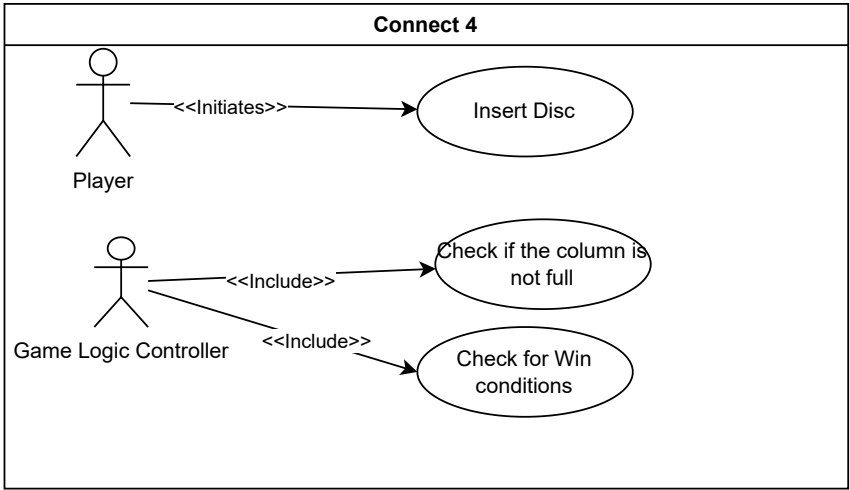 Connect 4
<<Initiates>>
Insert Disc
Player
Check if the column is
not full
<<Include>>
Game Logic Controller
<<Include>>
Check for Win
conditions